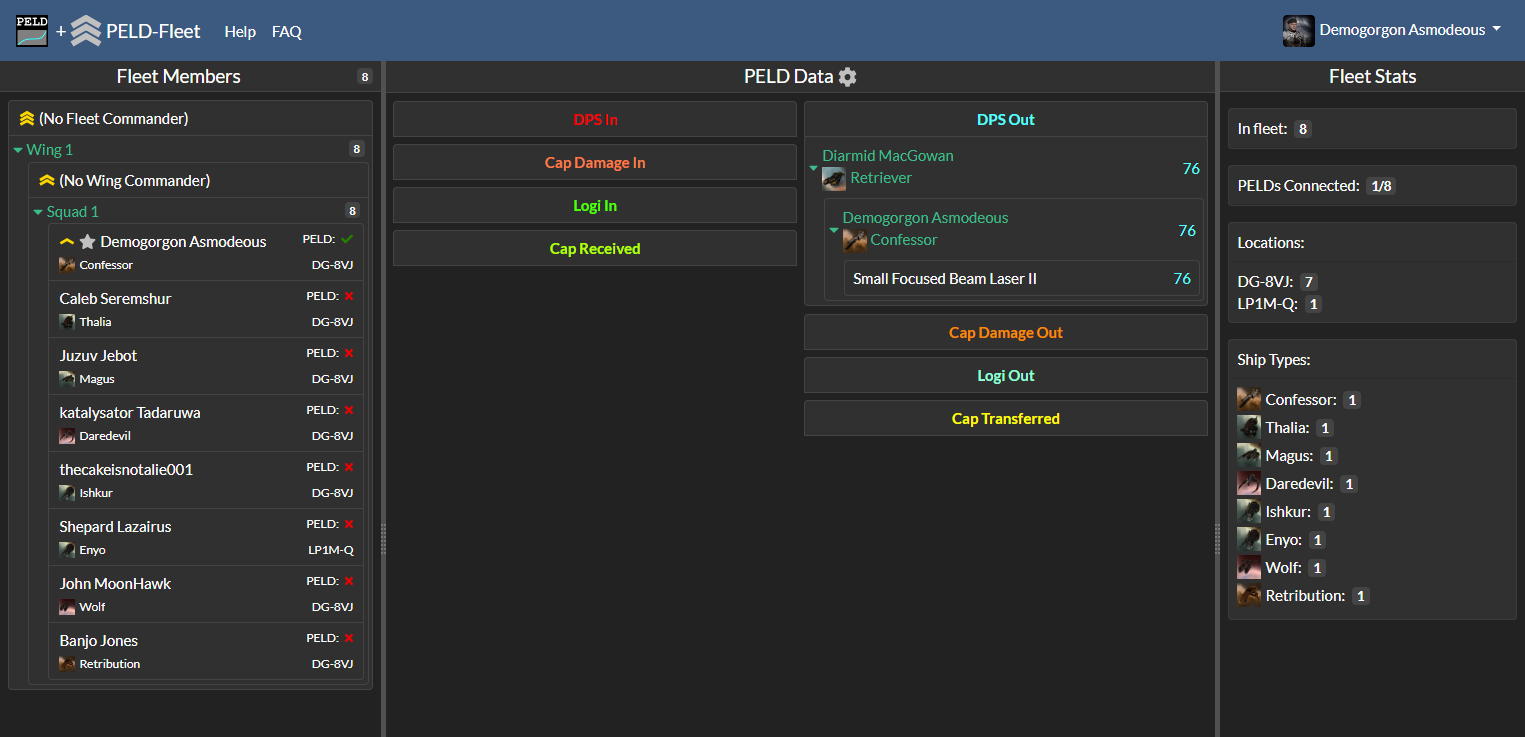 PELD + PELD-Fleet Help FAQ Demogorgon Asmodeous
Fleet Members 8
(No Fleet Commander)
Wing 1 8
(No Wing Commander)
Squad 1 8
Demogorgon Asmodeous PELD:
Confessor DG-8VJ
Caleb Seremshur PELD:
Thalia DG-8VJ
Juzuv Jebot PELD:
Magus DG-8VJ
katalysator Tadaruwa PELD:
Daredevil DG-8VJ
thecakeisnotalie001 PELD:
Ishkur DG-8VJ
Shepard Lazairus PELD:
Enyo LP1M-Q
John MoonHawk PELD:
Wolf DG-8VJ
Banjo Jones PELD:
Retribution DG-8VJ
PELD Data
DPS In
Cap Damage In
Logi In
Cap Received
DPS Out
Diarmid MacGowan
Retriever 76
Demogorgon Asmodeous
Confessor 76
Small Focused Beam Laser II 76
Cap Damage Out
Logi Out
Cap Transferred
Fleet Stats
In fleet: 8
PELDs Connected: 1/8
Locations:
DG-8VJ: 7
LP1M-Q: 1
Ship Types:
Confessor: 1
Thalia: 1
Magus: 1
Daredevil: 1
Ishkur: 1
Enyo: 1
Wolf: 1
Retribution: 1